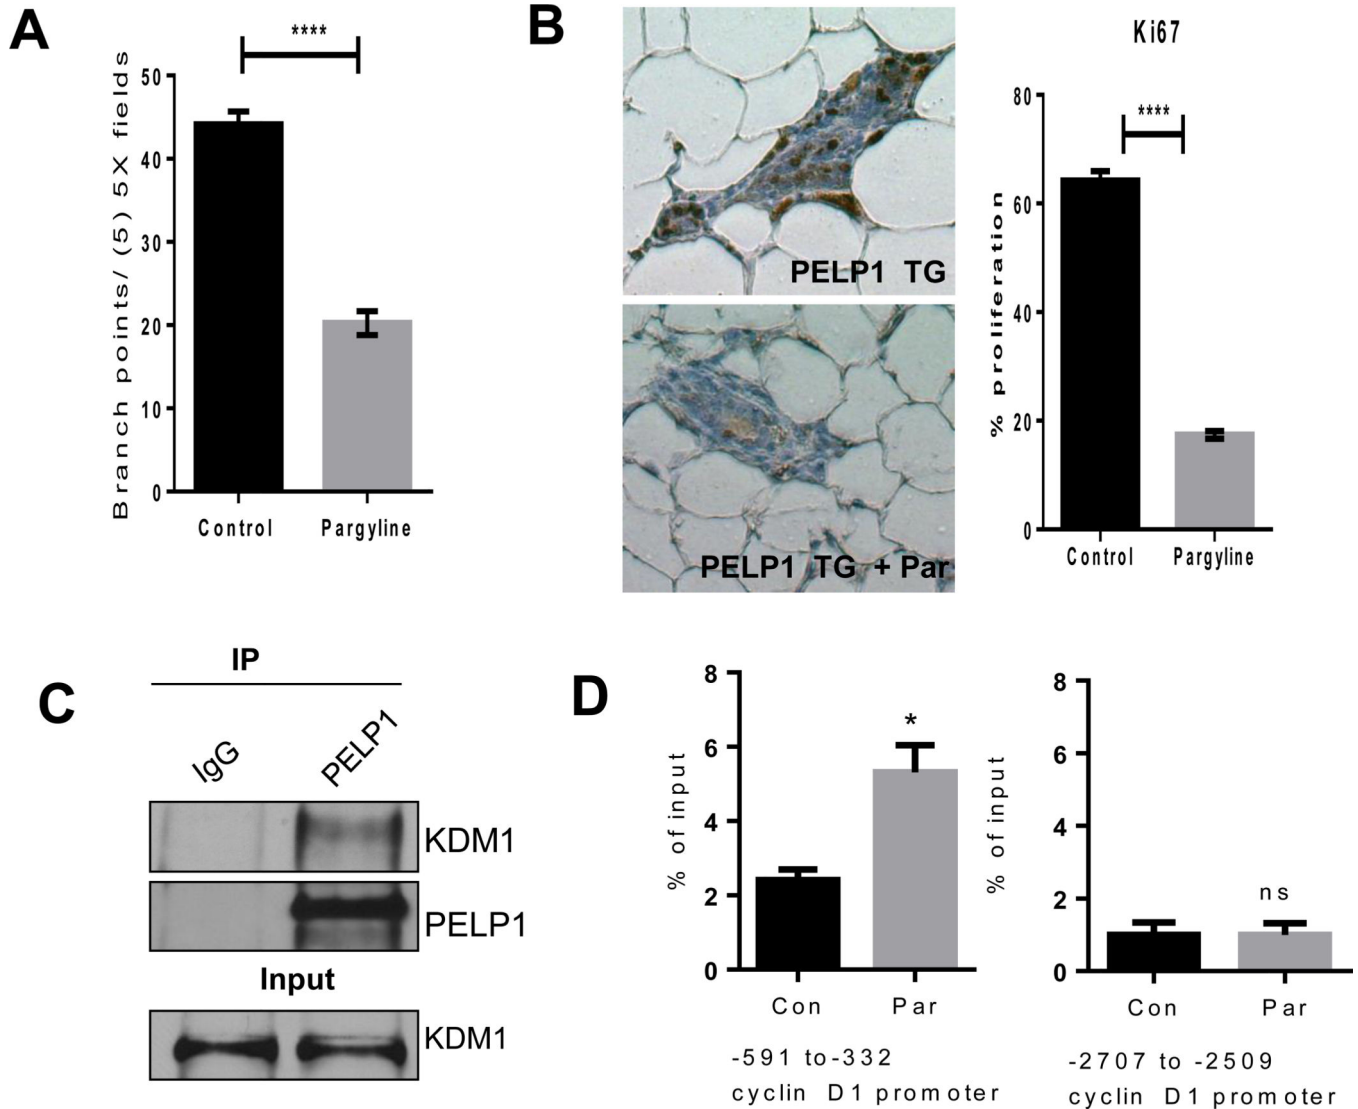 A
****
Branch points/ (5) 5X fields
50
40
30
20
10
0
Control Pargyline
B
PELP1 TG
PELP1 TG + Par
Ki67
****
% proliferation
80
60
40
20
0
Control Pargyline
C
IP
IgG PELP1
KDM1
PELP1
Input
KDM1
D
% of input
8
6
4
2
0
*
Con Par
-591 to -332
cyclin D1 promoter
% of input
8
6
4
2
0
ns
Con Par
-2707 to -2509
cyclin D1 promoter